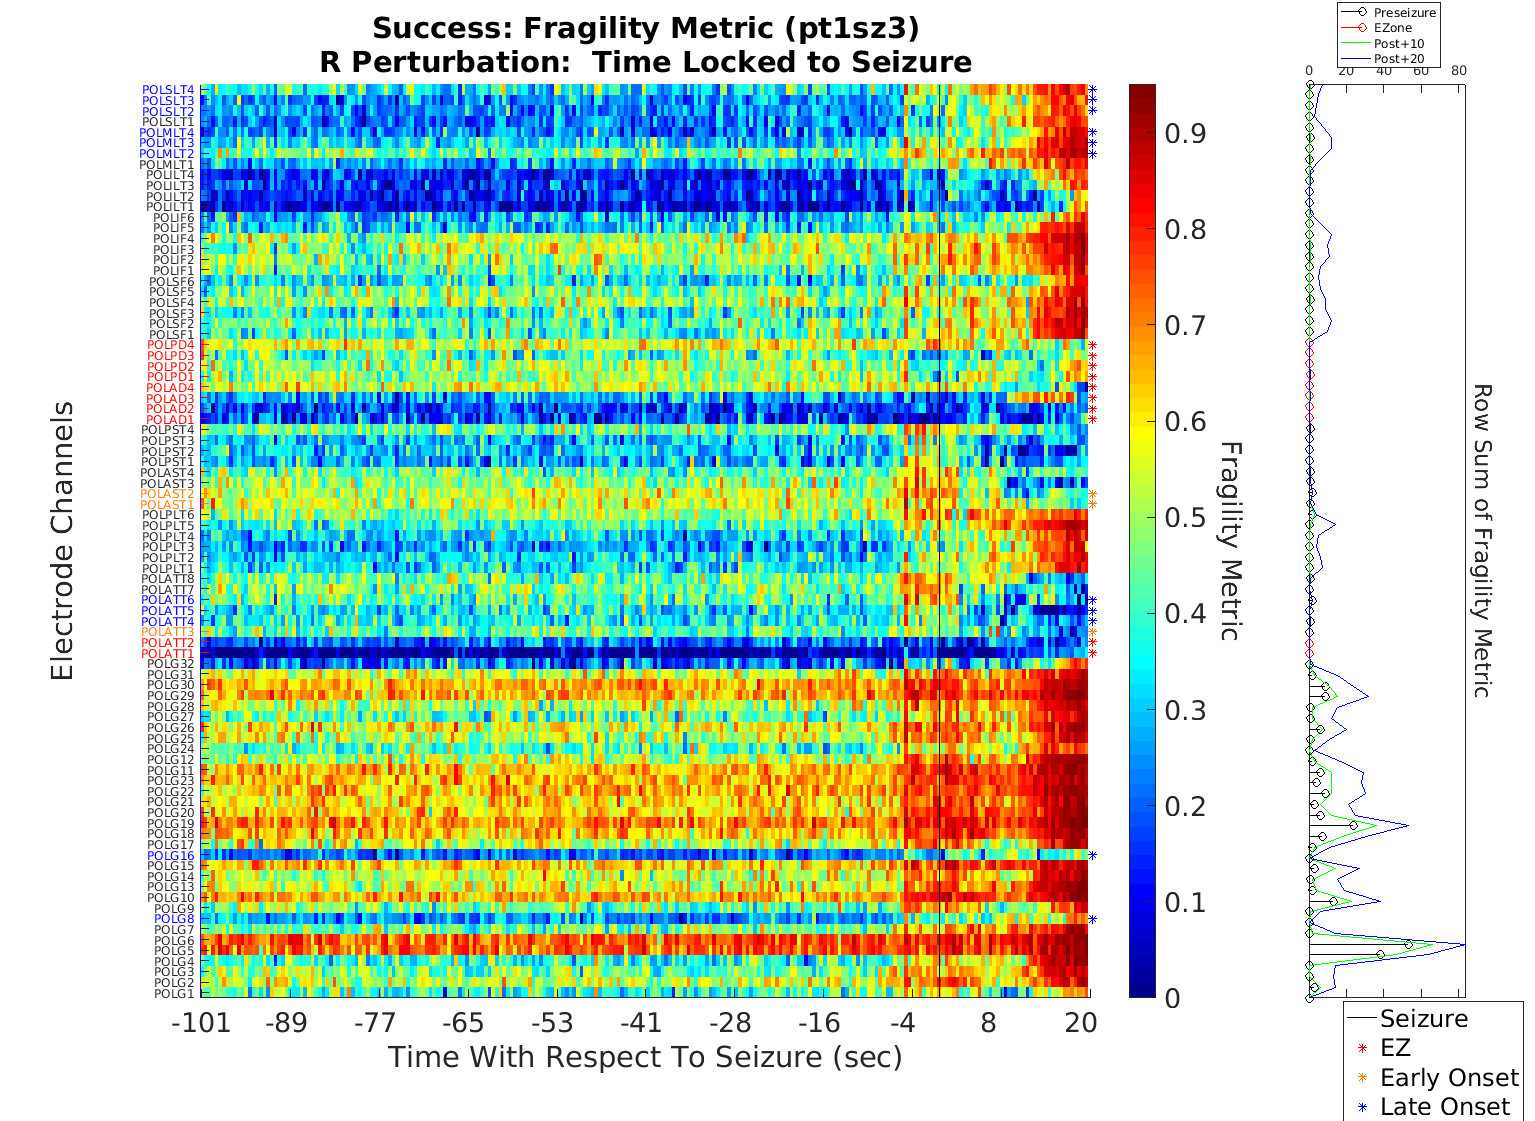 Success: Fragility Metric (pt1sz3)
R Perturbation: Time Locked to Seizure
Preseizure
EZone
Post+10
Post+20
0 20 40 60 80
POLSLT4
POLSLT3
POLSLT2
POLSLT1
POLMLT4
POLMLT3
POLMLT2
POLMLT1
POLILT4
POLILT3
POLILT2
POLILT1
POLIF6
POLIF5
POLIF4
POLIF3
POLIF2
POLIF1
POLSF6
POLSF5
POLSF4
POLSF3
POLSF2
POLSF1
POLPD4
POLPD3
POLPD2
POLPD1
POLAD4
POLAD3
POLAD2
POLAD1
POLPST4
POLPST3
POLPST2
POLPST1
POLAST4
POLAST3
POLAST2
POLAST1
POLPLT6
POLPLT5
POLPLT4
POLPLT3
POLPLT2
POLPLT1
POLATT8
POLATT7
POLATT6
POLATT5
POLATT4
POLATT3
POLATT2
POLATT1
POLG32
POLG31
POLG30
POLG29
POLG28
POLG27
POLG26
POLG25
POLG24
POLG12
POLG11
POLG23
POLG22
POLG21
POLG20
POLG19
POLG18
POLG17
POLG16
POLG15
POLG14
POLG13
POLG10
POLG9
POLG8
POLG7
POLG6
POLG5
POLG4
POLG3
POLG2
POLG1
Electrode Channels
-101 -89 -77 -65 -53 -41 -28 -16 -4 8 20
Time With Respect To Seizure (sec)
0.9
0.8
0.7
0.6
0.5
0.4
0.3
0.2
0.1
0
Fragility Metric
Row Sum of Fragility Metric
Seizure
EZ
Early Onset
Late Onset